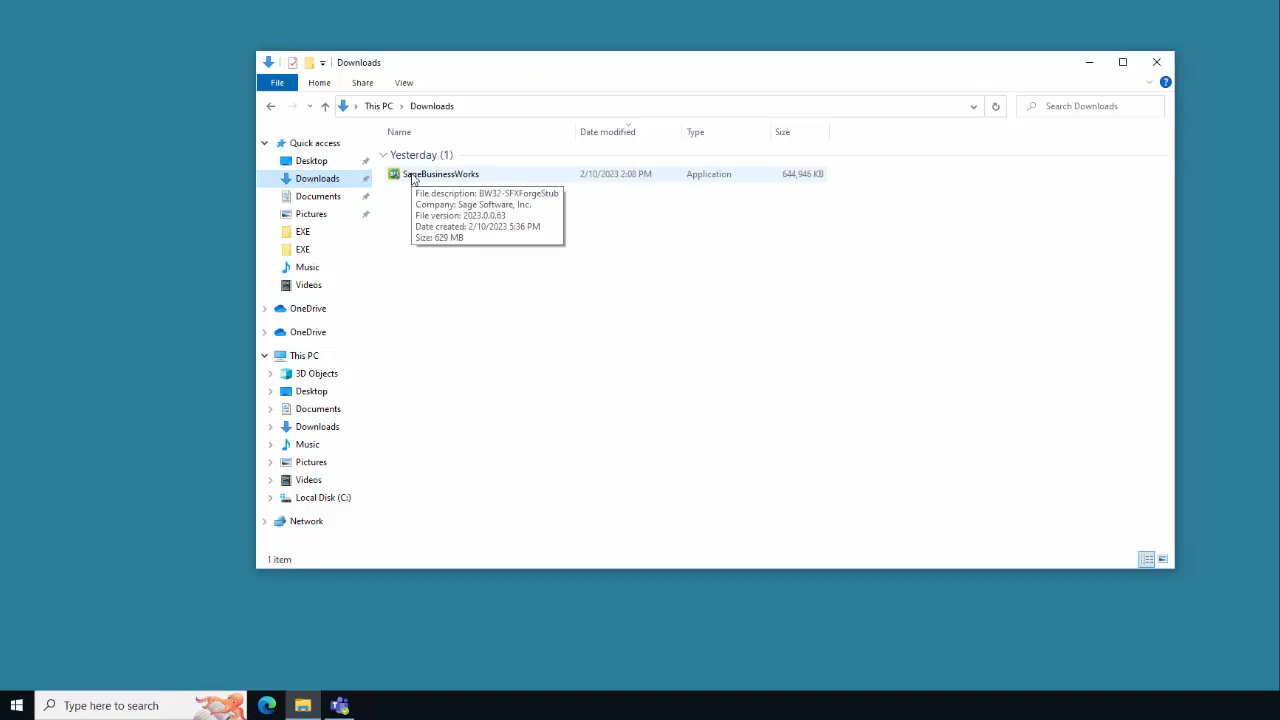 Downloads
File
Home
Share
View
This PC
Downloads
Search Downloads
Name
Date modified
Type
Size
Quick access
Desktop
Downloads
Documents
Pictures
EXE
EXE
Music
Videos
OneDrive
OneDrive
This PC
3D Objects
Desktop
Documents
Downloads
Music
Pictures
Videos
Local Disk (C:)
Network
Yesterday (1)
SageBusinessWorks 2/10/2023 2:08 PM Application 644,946 KB
File description: BW32-SFXForgeStub
Company: Sage Software, Inc.
File version: 2023.0.0.63
Date created: 2/10/2023 5:36 PM
Size: 629 MB
1 item
Type here to search